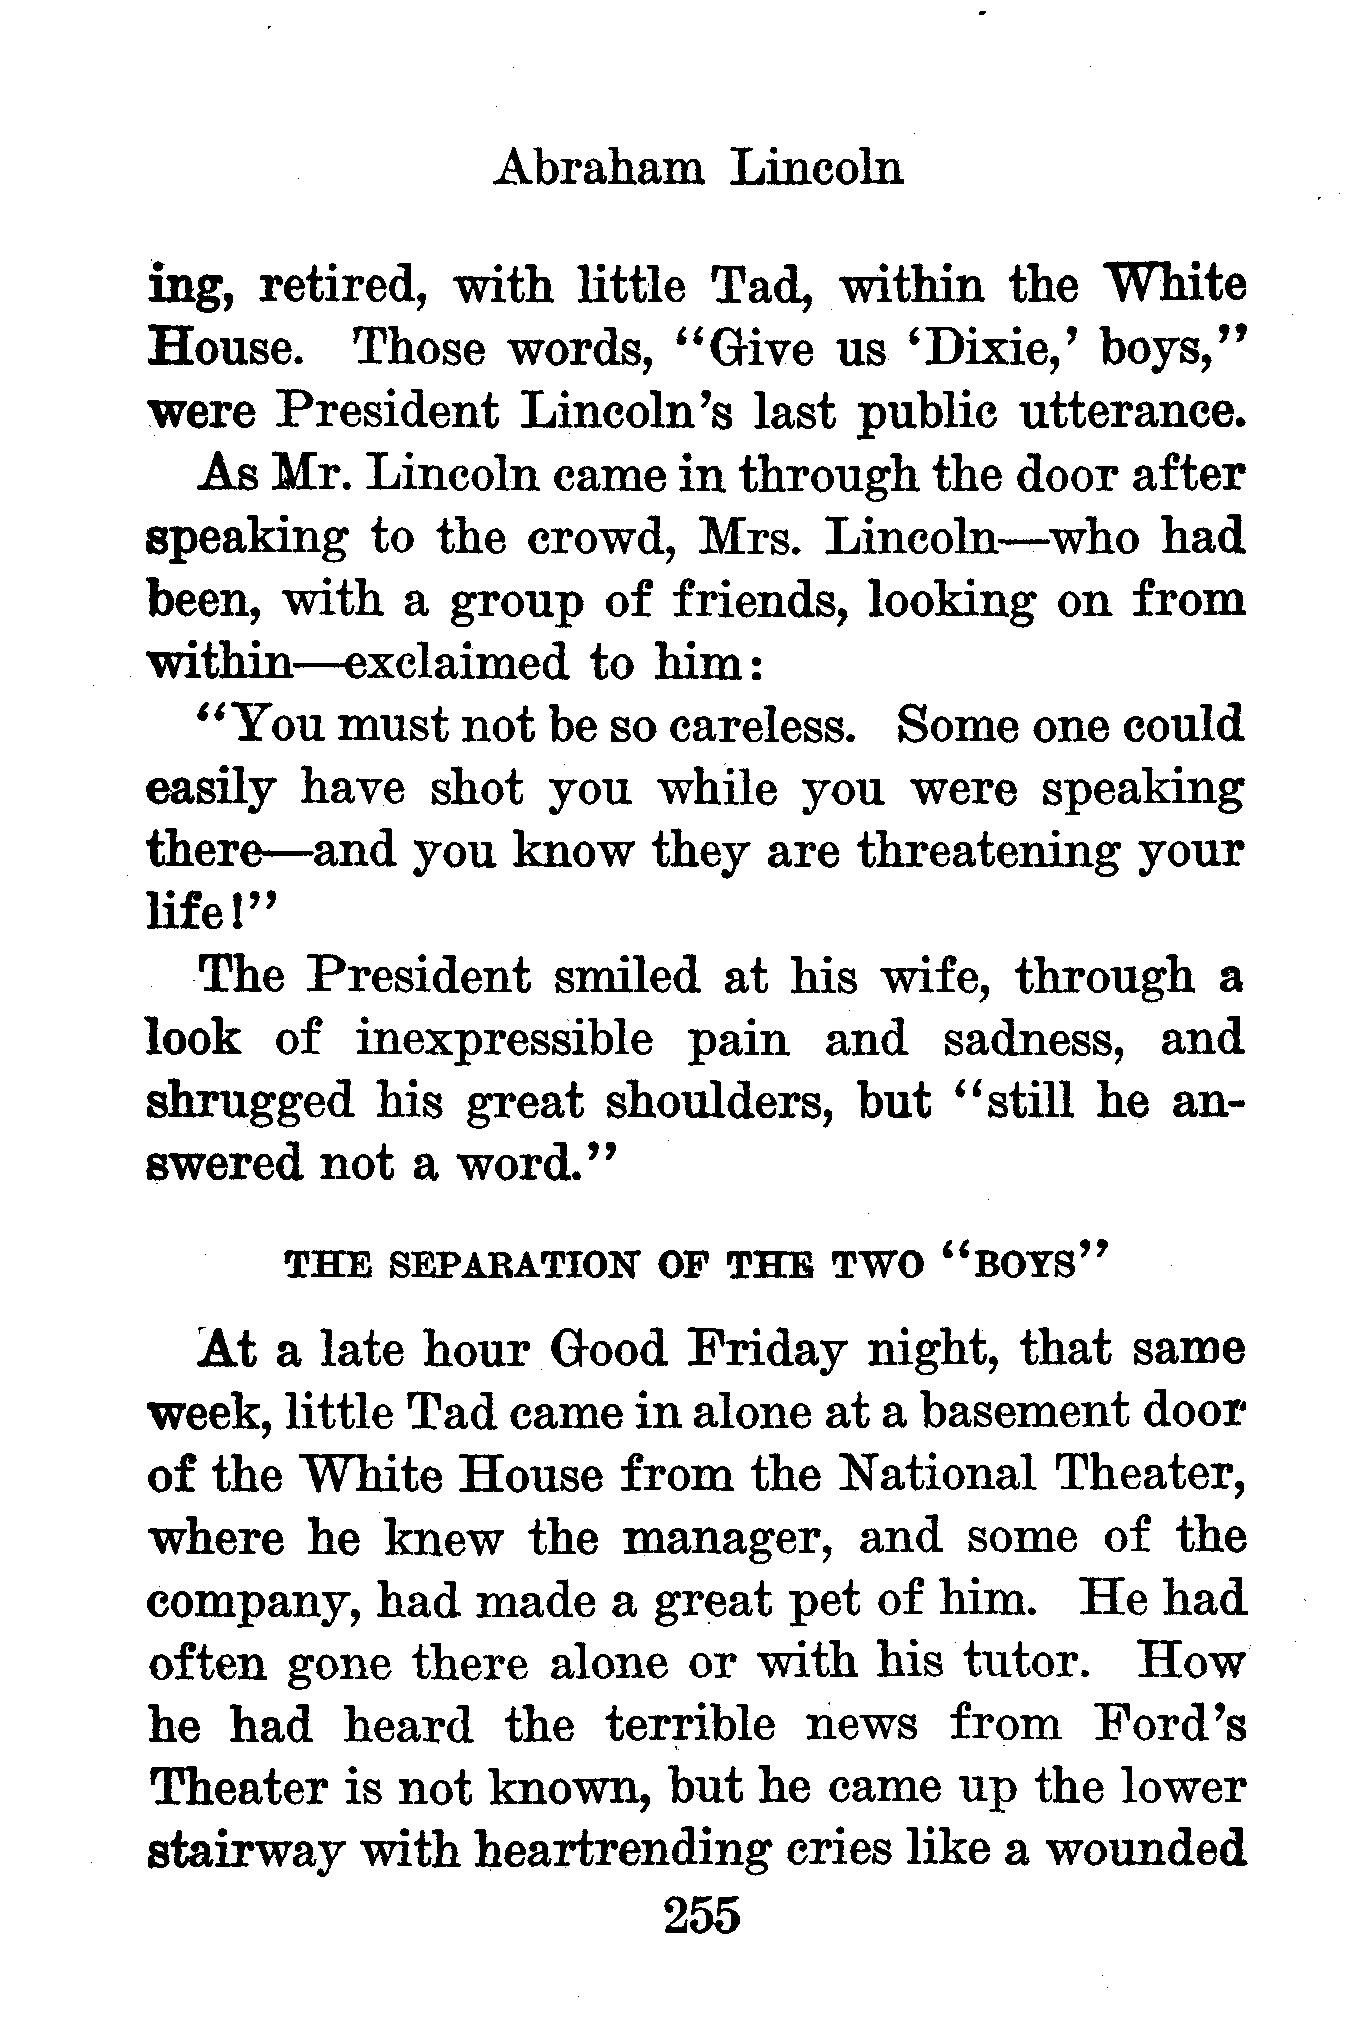 Abraham Lincoln
ing, retired, with little Tad, within the White
House. Those words, “Give us ‘Dixie,’ boys,”
were President Lincoln’s last public utterance.
As Mr. Lincoln came in through the door after
speaking to the crowd, Mrs. Lincoln—who had
been, with a group of friends, looking on from
within—exclaimed to him:
“You must not be so careless. Some one could
easily have shot you while you were speaking
there—and you know they are threatening your
life!”
The President smiled at his wife, through a
look of inexpressible pain and sadness, and
shrugged his great shoulders, but “still he an-
swered not a word.”
THE SEPARATION OF THE TWO “BOYS”
At a late hour Good Friday night, that same
week, little Tad came in alone at a basement door
of the White House from the National Theater,
where he knew the manager, and some of the
company, had made a great pet of him. He had
often gone there alone or with his tutor. How
he had heard the terrible news from Ford’s
Theater is not known, but he came up the lower
stairway with heartrending cries like a wounded
255